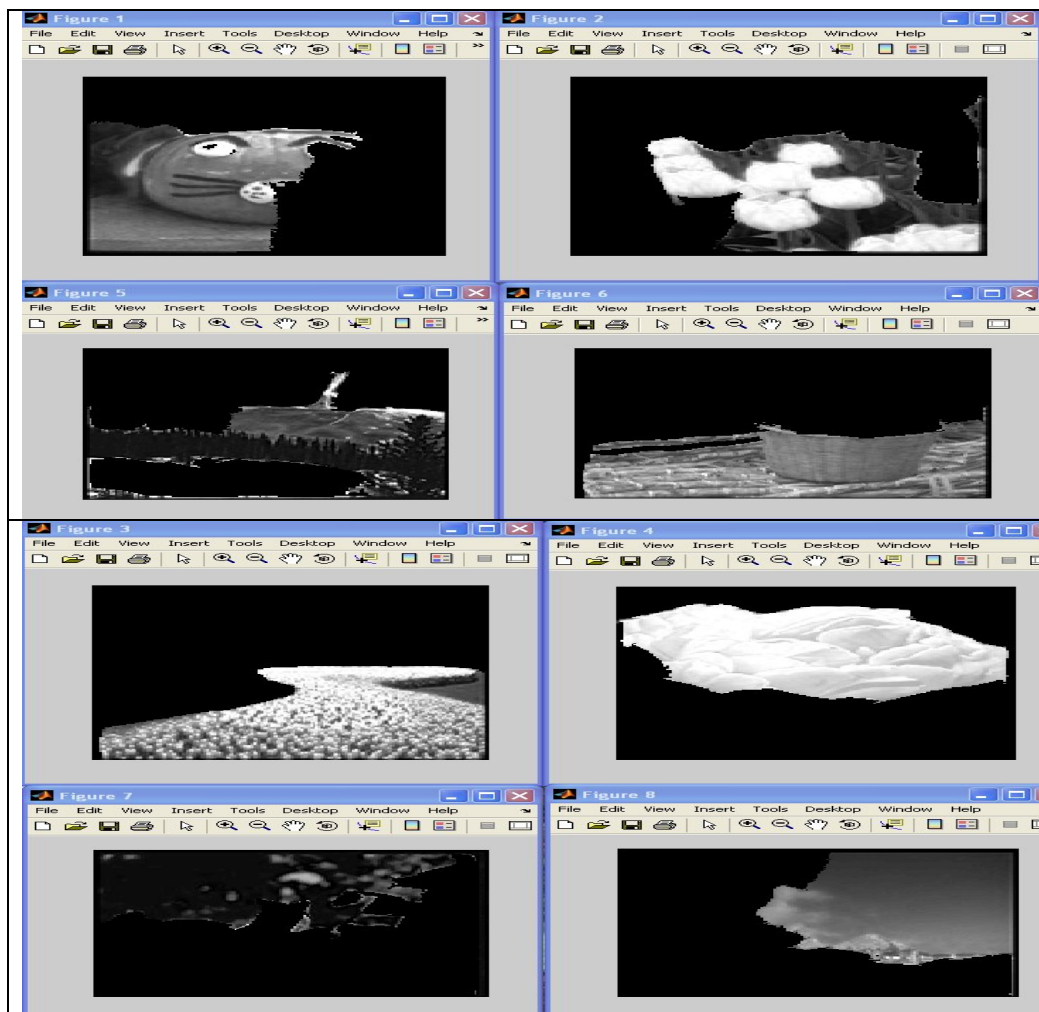 Figure 1
File Edit View Insert Tools Desktop Window Help
Figure 2
File Edit View Insert Tools Desktop Window Help
Figure 5
File Edit View Insert Tools Desktop Window Help
Figure 6
File Edit View Insert Tools Desktop Window Help
Figure 3
File Edit View Insert Tools Desktop Window Help
Figure 4
File Edit View Insert Tools Desktop Window Help
Figure 7
File Edit View Insert Tools Desktop Window Help
Figure 8
File Edit View Insert Tools Desktop Window Help